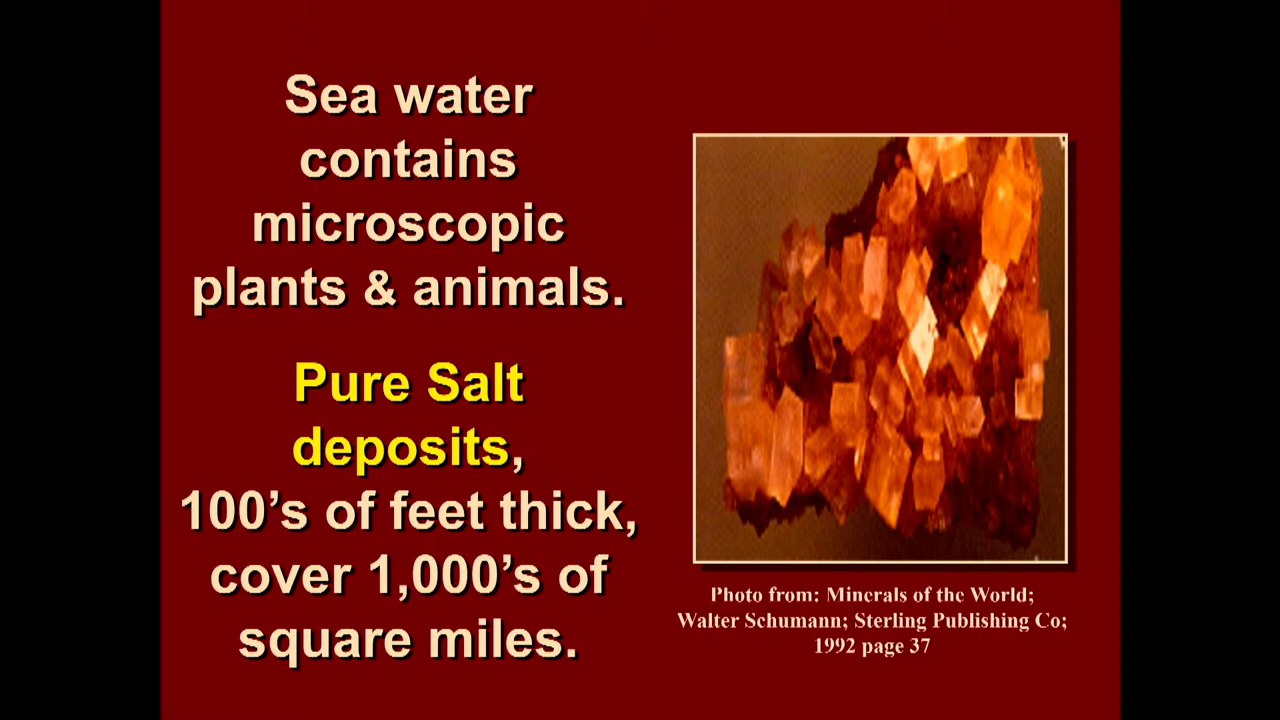 Sea water
contains
microscopic
plants & animals.
Pure Salt
deposits,
100’s of feet thick,
cover 1,000’s of
square miles.
Photo from: Minerals of the World;
Walter Schumann; Sterling Publishing Co;
1992 page 37